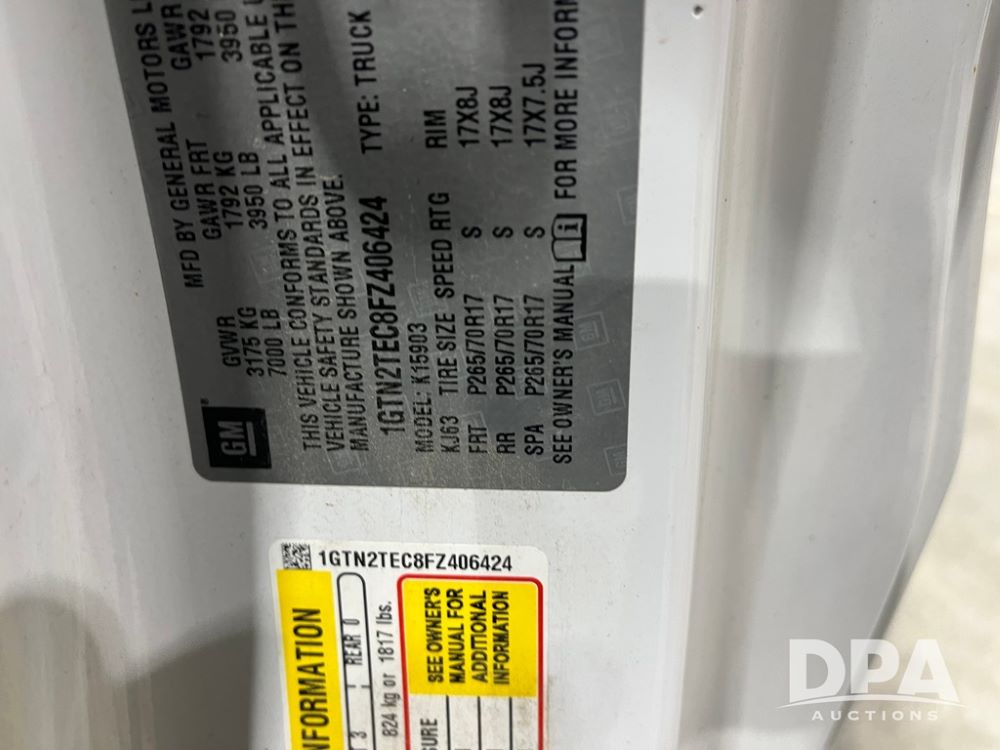 GM
MFD BY GENERAL MOTORS
GVWR GAWR FRT GAWR
3175 KG 1792 KG 1792
7000 LB 3950 LB 3950
THIS VEHICLE CONFORMS TO ALL APPLICABLE
VEHICLE SAFETY STANDARDS IN EFFECT ON THE
MANUFACTURE SHOWN ABOVE.
1GTN2TEC8FZ406424 TYPE: TRUCK
MODEL: K15903
KJ63 TIRE SIZE SPEED RTG RIM
FRT P265/70R17 S 17X8J
RR P265/70R17 S 17X8J
SPA P265/70R17 S 17X7.5J
SEE OWNER'S MANUAL i FOR MORE INFORM
1GTN2TEC8FZ406424
NFORMATION
3 REAR 0
824 kg or 1817 lbs.
SURE
SEE OWNER'S
MANUAL FOR
ADDITIONAL
INFORMATION
DPA
AUCTIONS